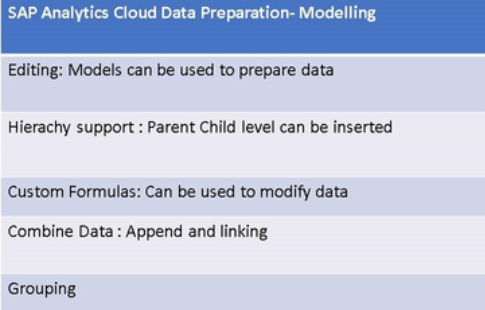 SAP Analytics Cloud Data Preparation- Modelling
Editing: Models can be used to prepare data
Hierachy support : Parent Child level can be inserted
Custom Formulas: Can be used to modify data
Combine Data : Append and linking
Grouping